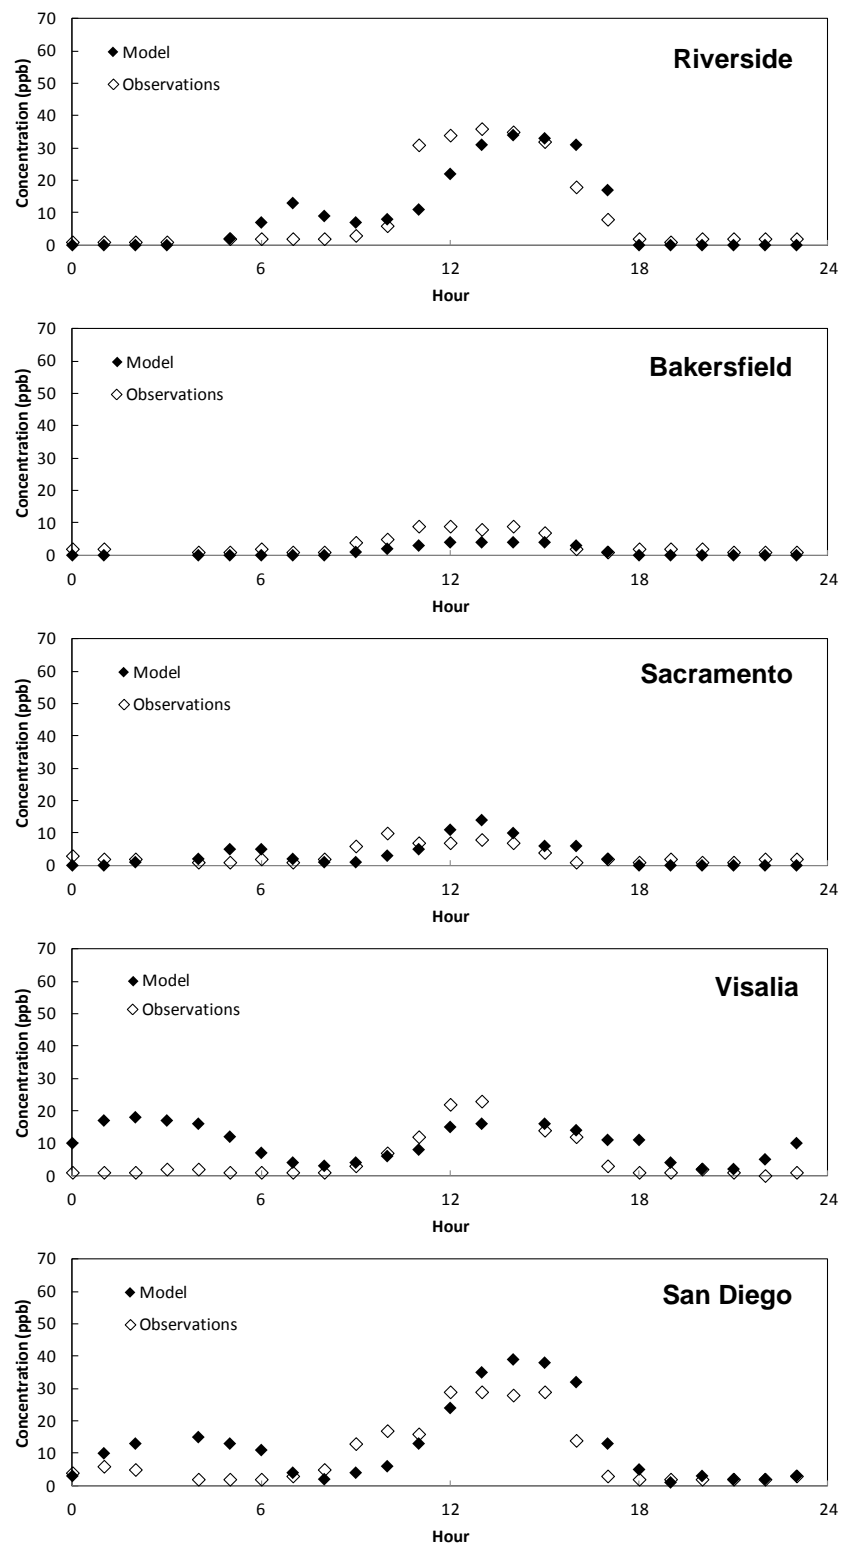 70
60
50
40
30
20
10
0
Concentration (ppb)
Model
Observations
Riverside
0 6 12 18 24
Hour
70
60
50
40
30
20
10
0
Concentration (ppb)
Model
Observations
Bakersfield
0 6 12 18 24
Hour
70
60
50
40
30
20
10
0
Concentration (ppb)
Model
Observations
Sacramento
0 6 12 18 24
Hour
70
60
50
40
30
20
10
0
Concentration (ppb)
Model
Observations
Visalia
0 6 12 18 24
Hour
70
60
50
40
30
20
10
0
Concentration (ppb)
Model
Observations
San Diego
0 6 12 18 24
Hour